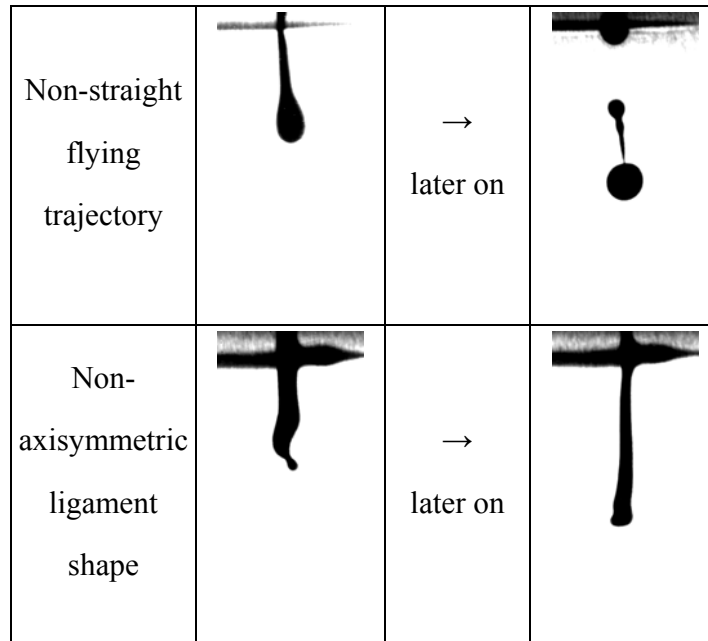 Non-straight
flying
trajectory
→
later on
Non-
axisymmetric
ligament
shape
→
later on